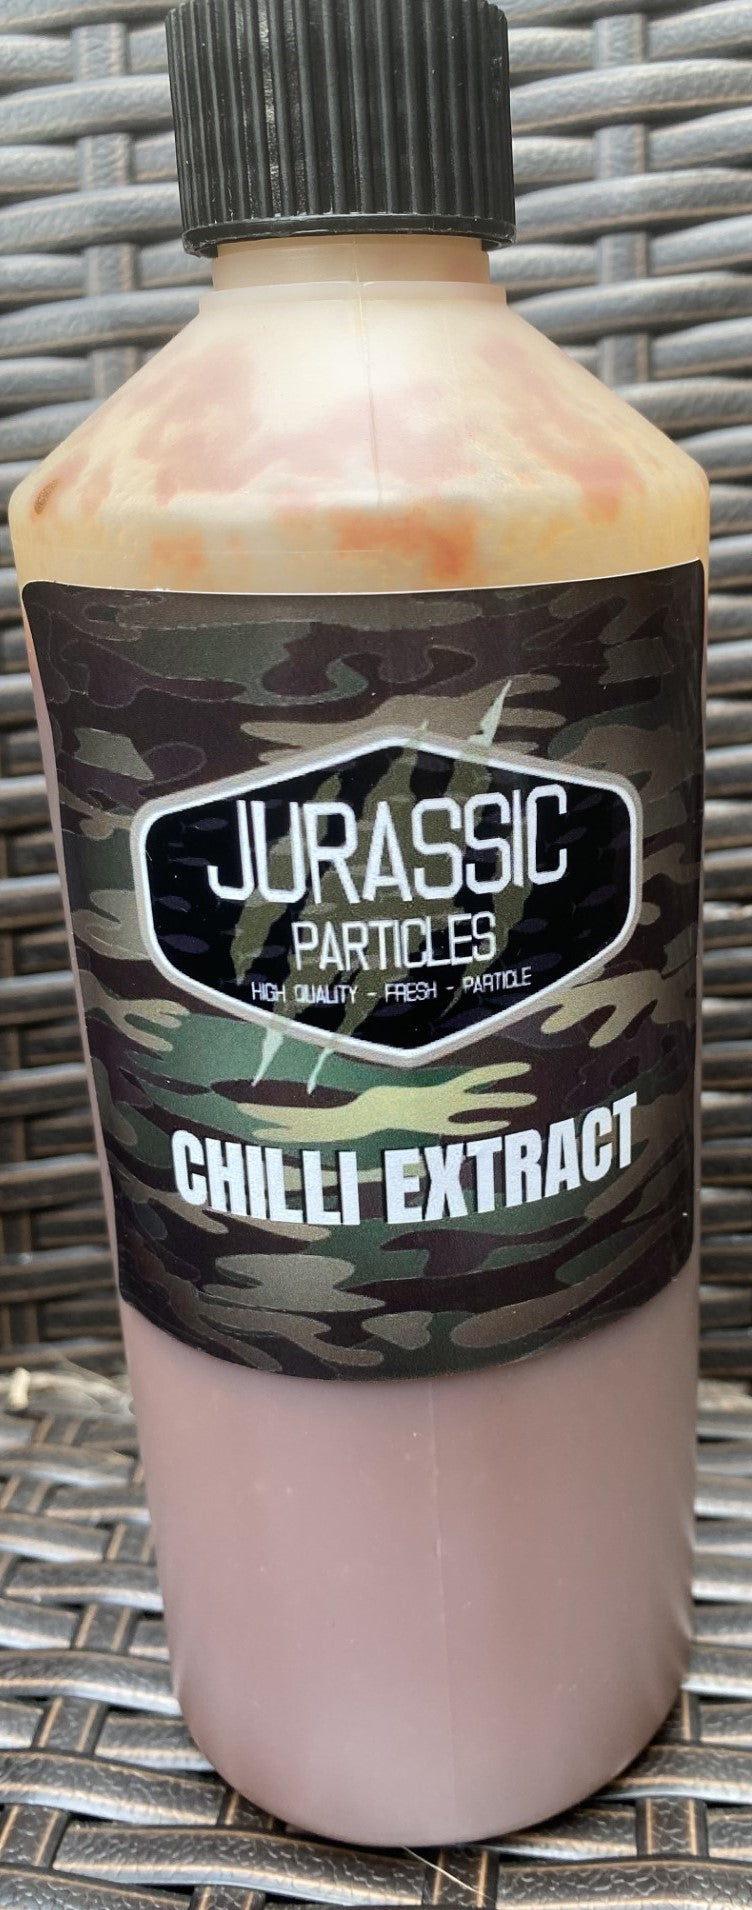 JURASSIC
PARTICLES
HIGH QUALITY - FRESH - PARTICLE
CHILLI EXTRACT